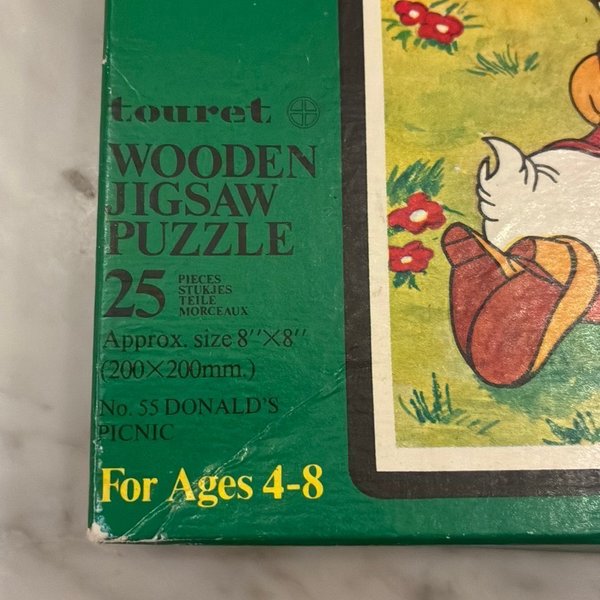 touret
WOODEN
JIGSAW
PUZZLE
25 PIECES
STUKJES
TEILE
MORCEAUX
Approx. size 8″×8″
(200×200mm.)
No. 55 DONALD'S
PICNIC
For Ages 4-8